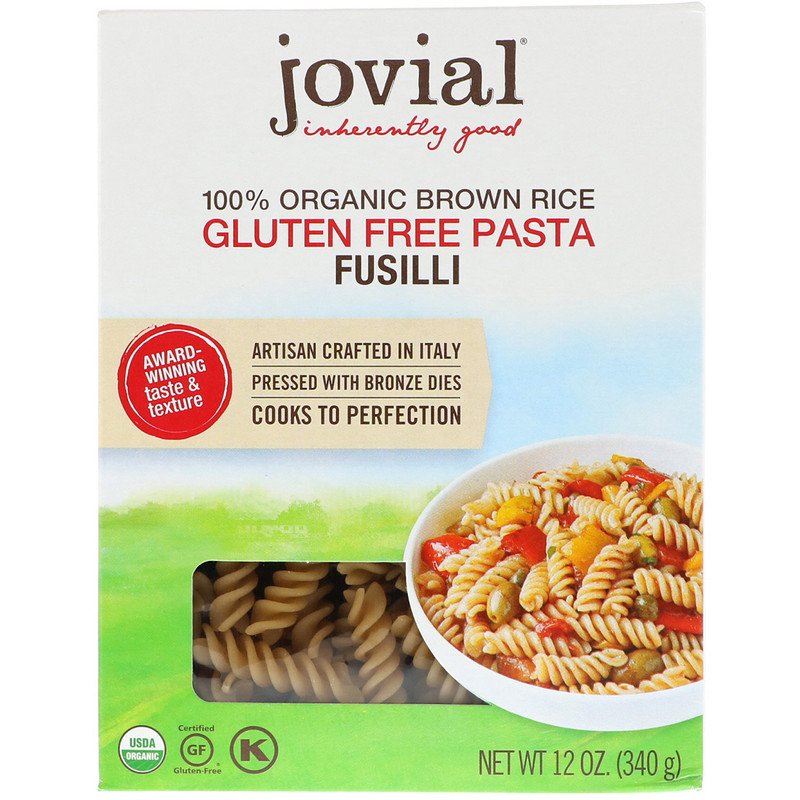 jovial®
inherently good
100% ORGANIC BROWN RICE
GLUTEN FREE PASTA
FUSILLI
AWARD-
WINNING
taste &
texture
ARTISAN CRAFTED IN ITALY
PRESSED WITH BRONZE DIES
COOKS TO PERFECTION
USDA
ORGANIC
Certified
GF
Gluten-Free®
K
NET WT 12 OZ. (340 g)